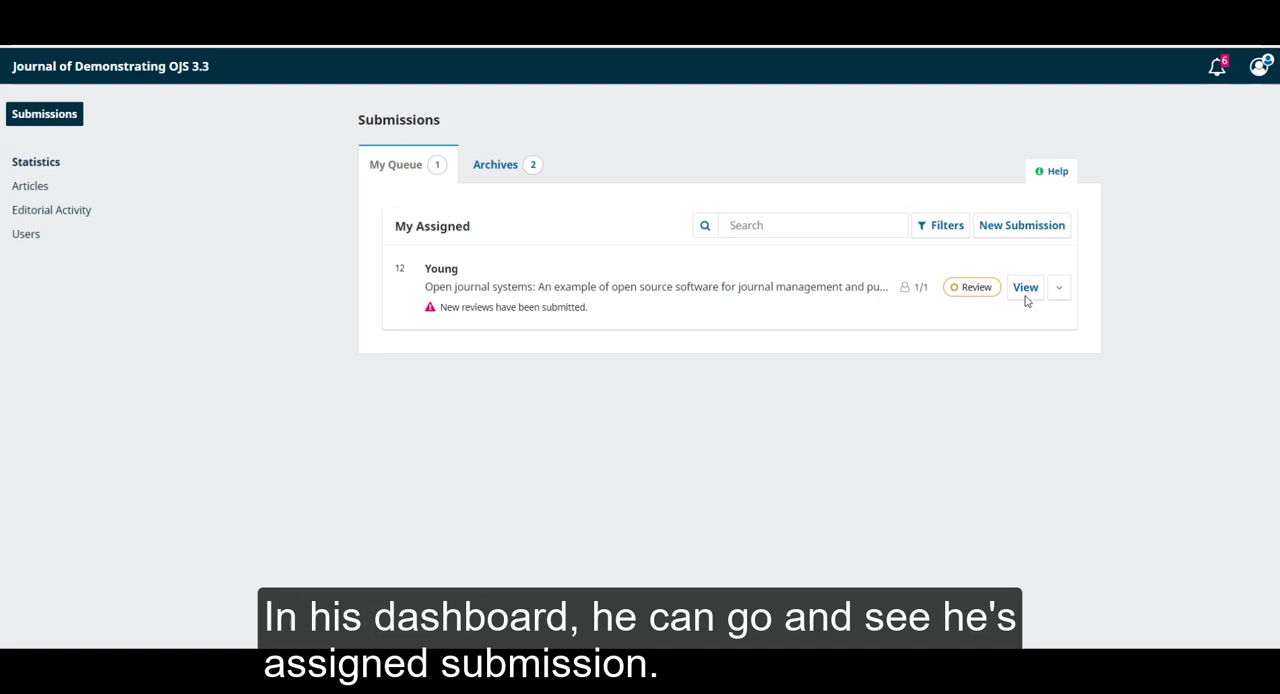 Journal of Demonstrating OJS 3.3
6
Submissions
Statistics
Articles
Editorial Activity
Users
Submissions
My Queue 1
Archives 2
Help
My Assigned
Search
Filters
New Submission
12
Young
Open journal systems: An example of open source software for journal management and pu...
1/1
Review
View
New reviews have been submitted.
In his dashboard, he can go and see he's
assigned submission.